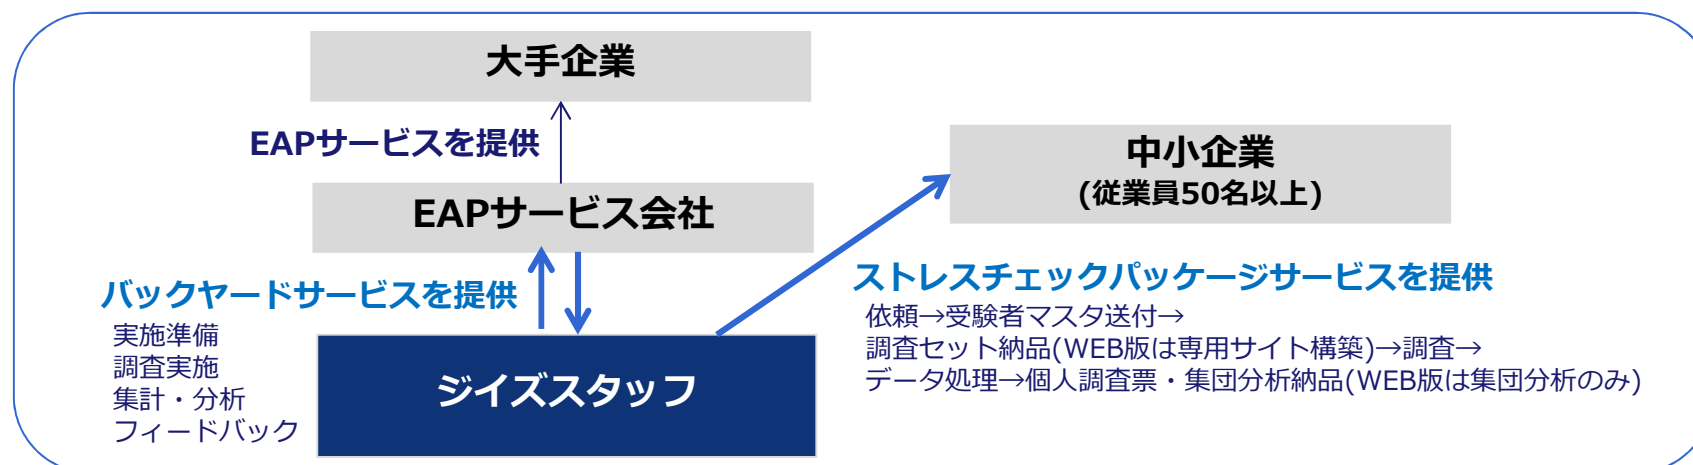 大手企業
EAPサービスを提供
EAPサービス会社
バックヤードサービスを提供
実施準備
調査実施
集計・分析
フィードバック
ジイズスタッフ
中小企業
(従業員50名以上)
ストレスチェックパッケージサービスを提供
依頼→受験者マスタ送付→
調査セット納品(WEB版は専用サイト構築)→調査→
データ処理→個人調査票・集団分析納品(WEB版は集団分析のみ)